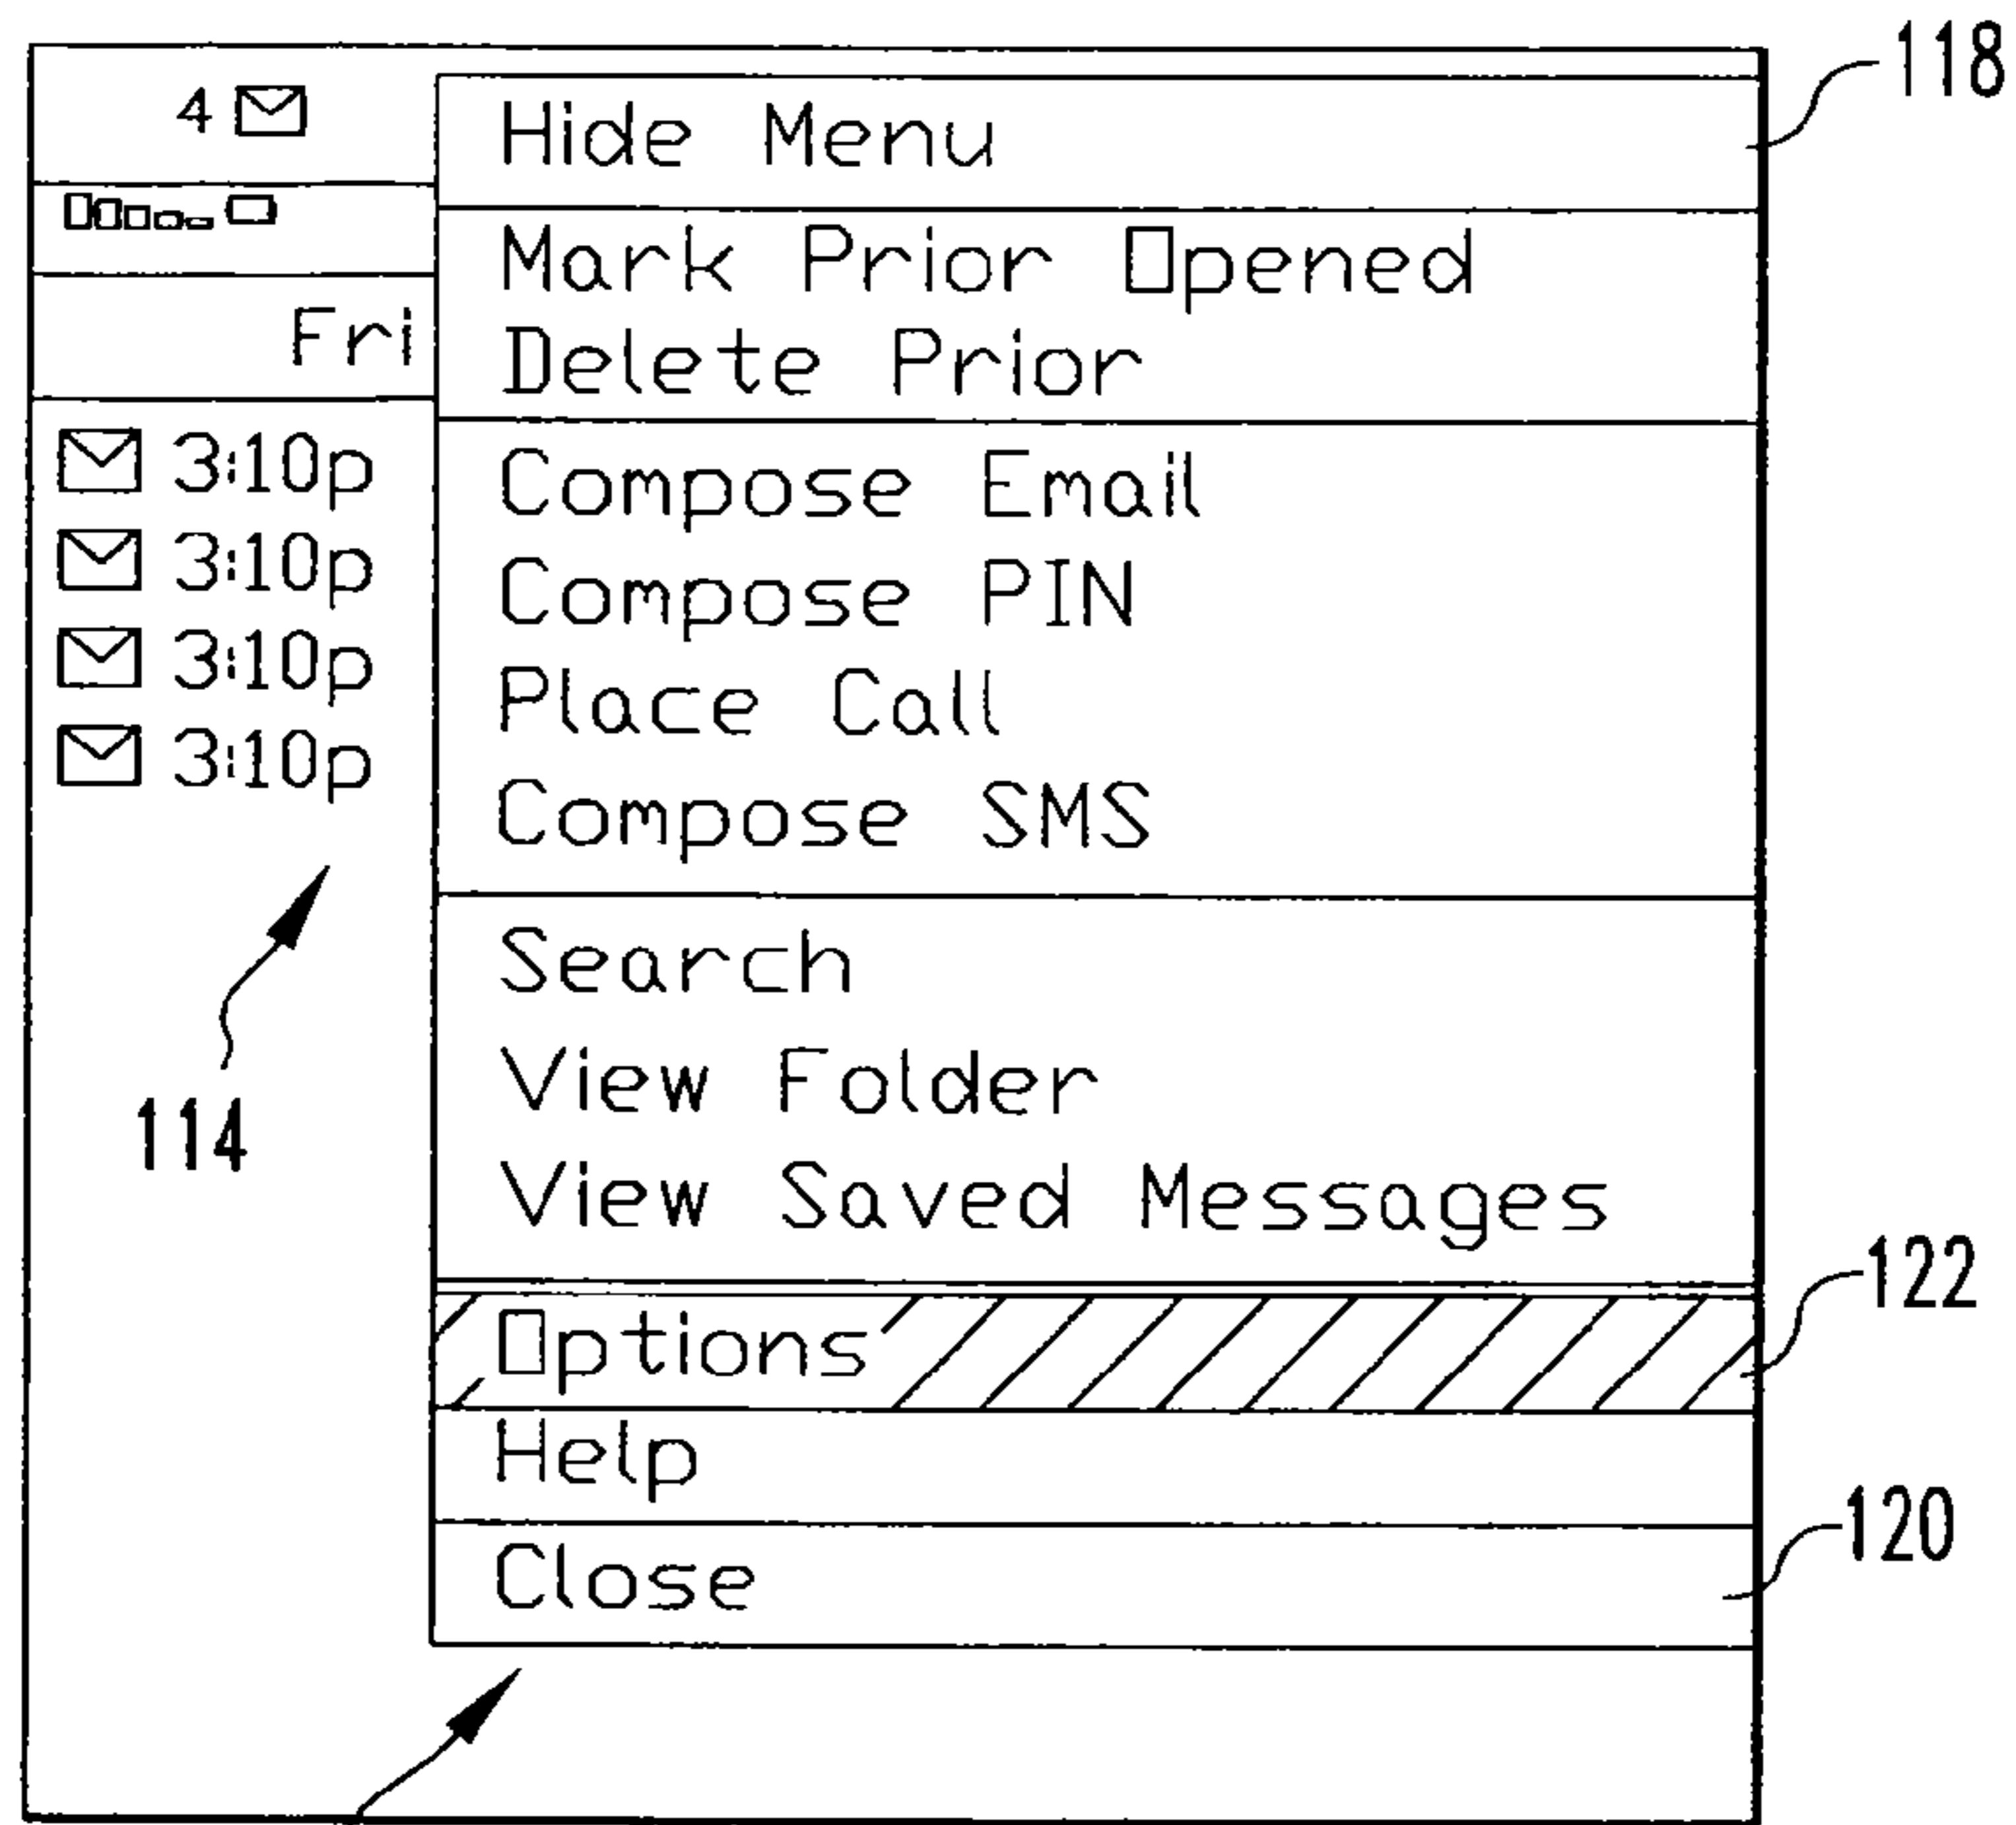 118
4
Hide Menu
Mark Prior Opened
Fri
Delete Prior
3:10p
Compose Email
3:10p
Compose PIN
3:10p
Place Call
3:10p
Compose SMS
Search
View Folder
114
View Saved Messages
122
Options
Help
120
Close